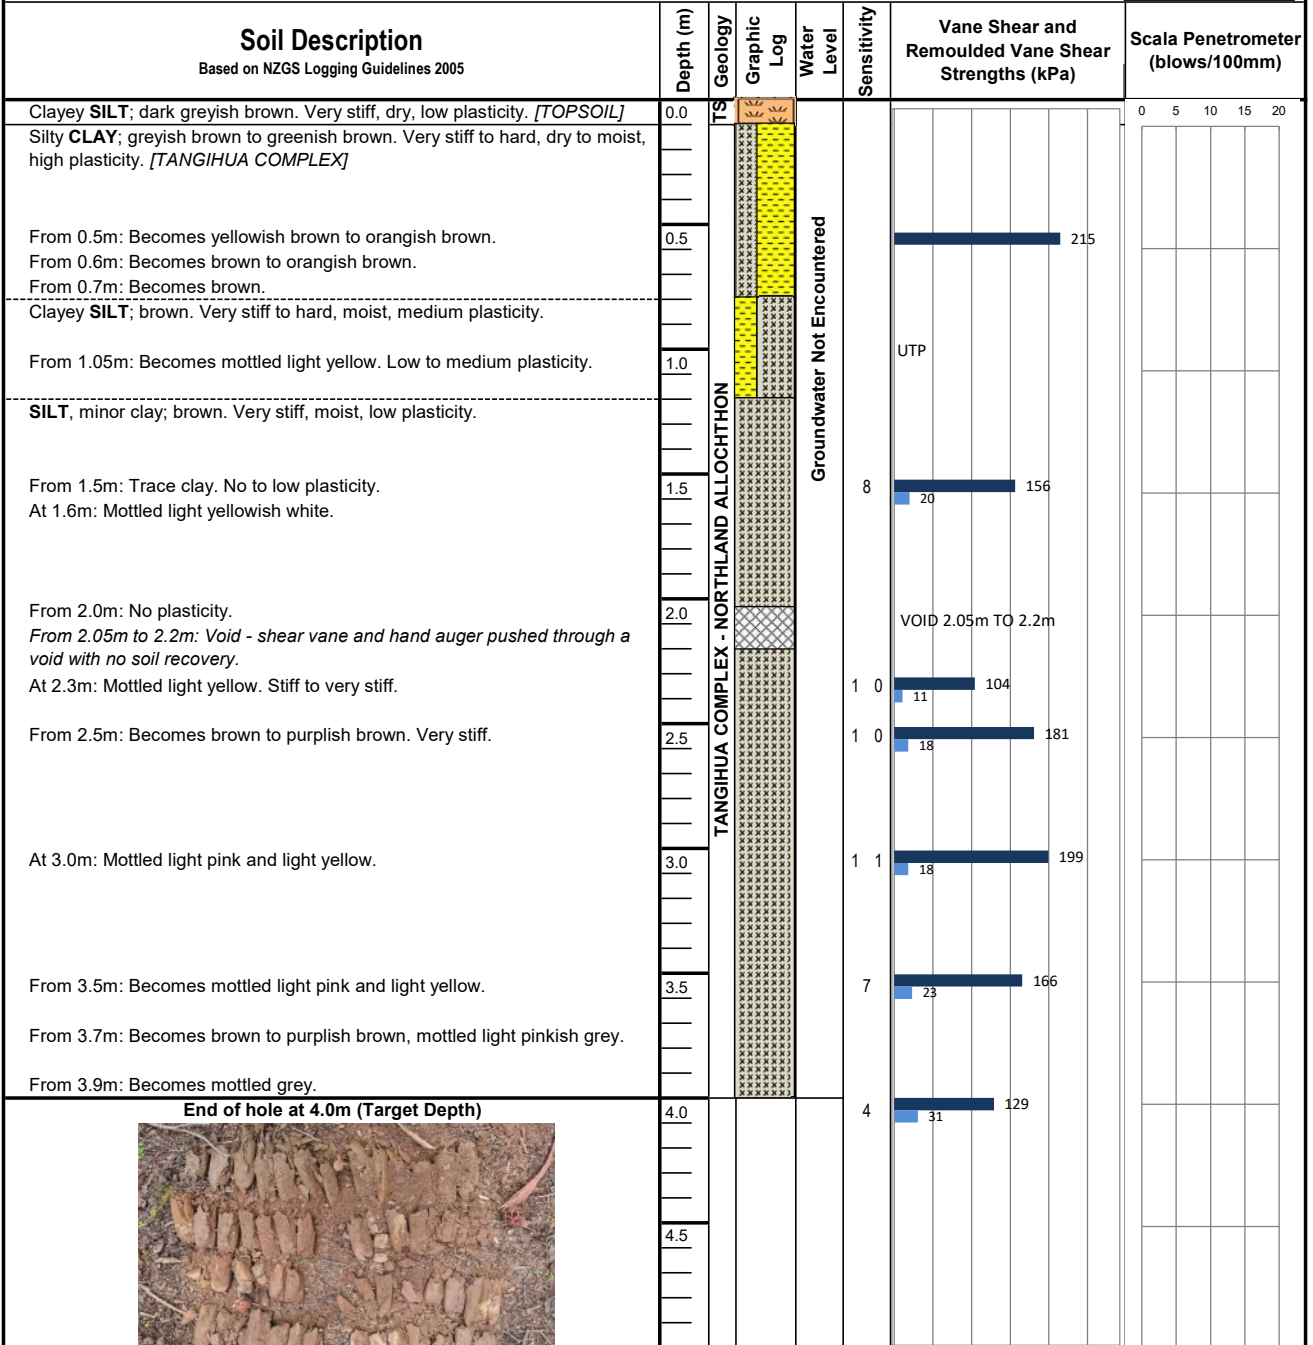 Soil Description
Based on NZGS Logging Guidelines 2005
Depth (m)
Geology
Graphic
Log
Water
Level
Sensitivity
Vane Shear and
Remoulded Vane Shear
Strengths (kPa)
Scala Penetrometer
(blows/100mm)
Clayey SILT; dark greyish brown. Very stiff, dry, low plasticity. [TOPSOIL]
0.0
TS
0 5 10 15 20
Silty CLAY; greyish brown to greenish brown. Very stiff to hard, dry to moist,
high plasticity. [TANGIHUA COMPLEX]
From 0.5m: Becomes yellowish brown to orangish brown.
0.5
215
From 0.6m: Becomes brown to orangish brown.
From 0.7m: Becomes brown.
Clayey SILT; brown. Very stiff to hard, moist, medium plasticity.
Groundwater Not Encountered
UTP
From 1.05m: Becomes mottled light yellow. Low to medium plasticity.
1.0
SILT, minor clay; brown. Very stiff, moist, low plasticity.
TANGIHUA COMPLEX - NORTHLAND ALLOCHTHON
From 1.5m: Trace clay. No to low plasticity.
1.5
8
156
20
At 1.6m: Mottled light yellowish white.
From 2.0m: No plasticity.
2.0
VOID 2.05m TO 2.2m
From 2.05m to 2.2m: Void - shear vane and hand auger pushed through a
void with no soil recovery.
At 2.3m: Mottled light yellow. Stiff to very stiff.
1 0
104
11
From 2.5m: Becomes brown to purplish brown. Very stiff.
2.5
1 0
181
18
At 3.0m: Mottled light pink and light yellow.
3.0
1 1
199
18
From 3.5m: Becomes mottled light pink and light yellow.
3.5
7
166
23
From 3.7m: Becomes brown to purplish brown, mottled light pinkish grey.
From 3.9m: Becomes mottled grey.
End of hole at 4.0m (Target Depth)
4.0
4
129
31
4.5